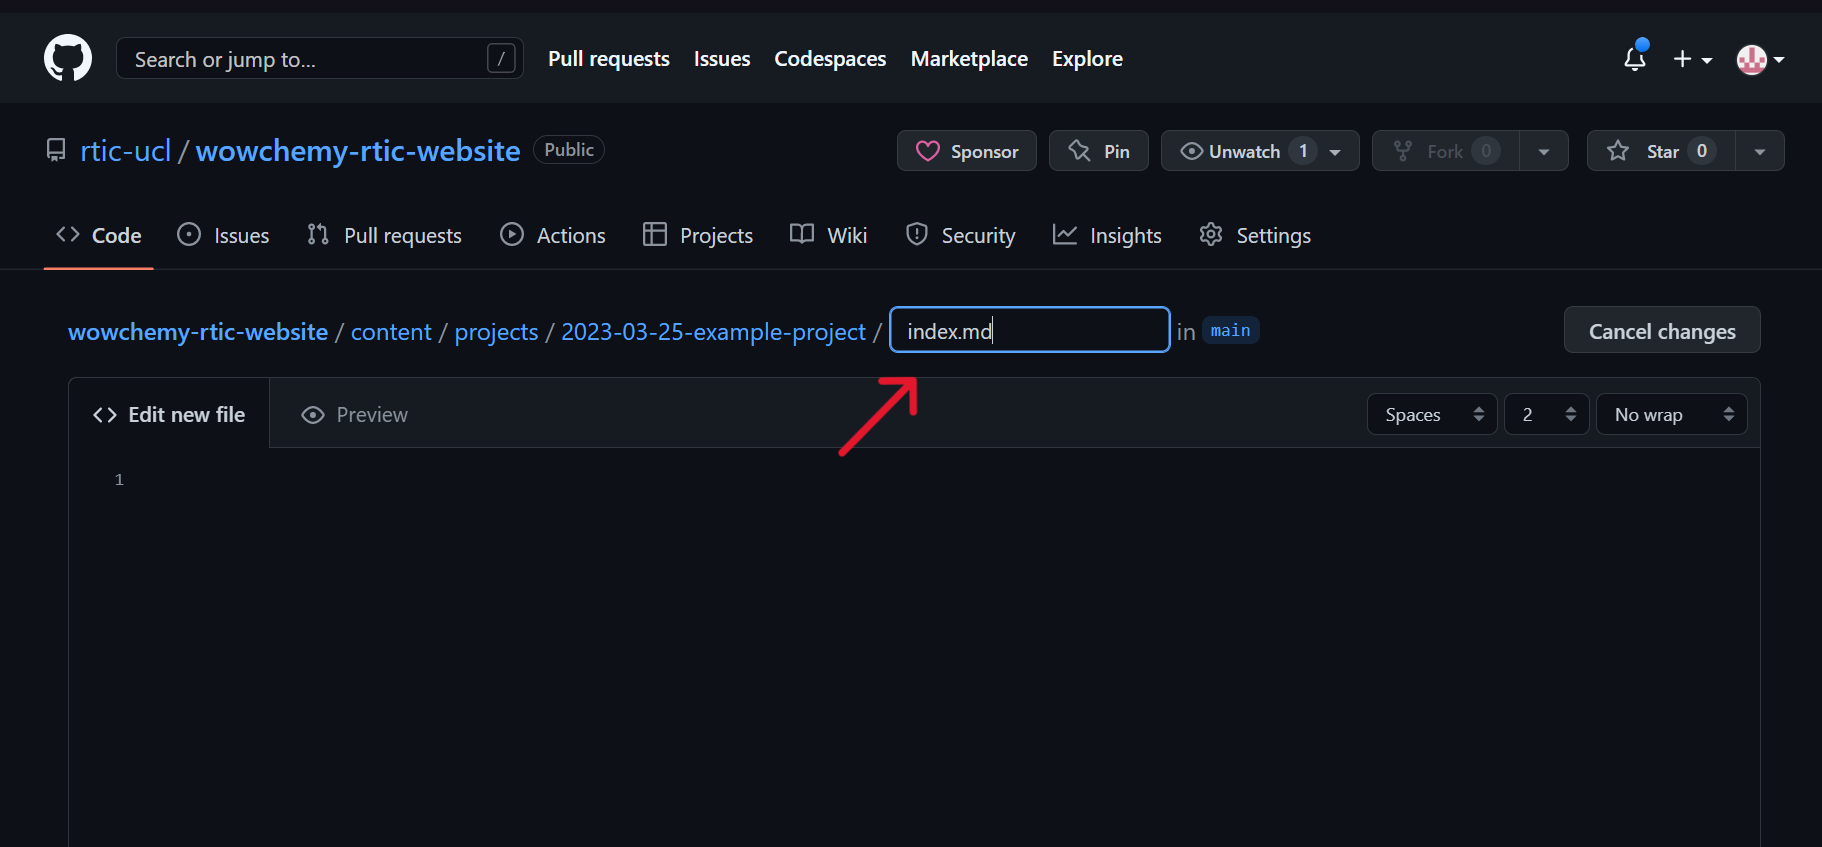 Search or jump to... / Pull requests Issues Codespaces Marketplace Explore
rtic-ucl / wowchemy-rtic-website Public Sponsor Pin Unwatch 1 Fork 0 Star 0
Code Issues Pull requests Actions Projects Wiki Security Insights Settings
wowchemy-rtic-website / content / projects / 2023-03-25-example-project / index.md in main Cancel changes
Edit new file Preview Spaces 2 No wrap
1